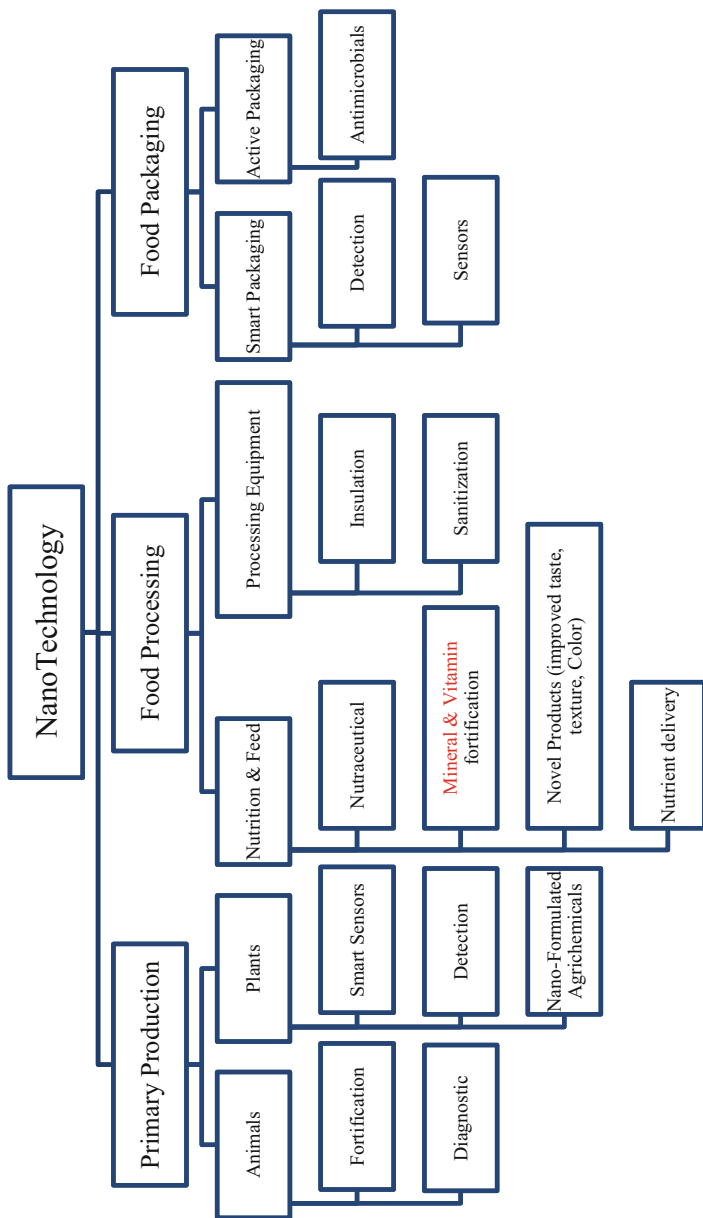 NanoTechnology
Primary Production
Food Processing
Food Packaging
Animals
Plants
Nutrition & Feed
Processing Equipment
Smart Packaging
Active Packaging
Fortification
Smart Sensors
Nutraceutical
Insulation
Detection
Antimicrobials
Diagnostic
Detection
Mineral & Vitamin
fortification
Sanitization
Sensors
Nano-Formulated
Agrichemicals
Novel Products (improved taste,
texture, Color)
Nutrient delivery